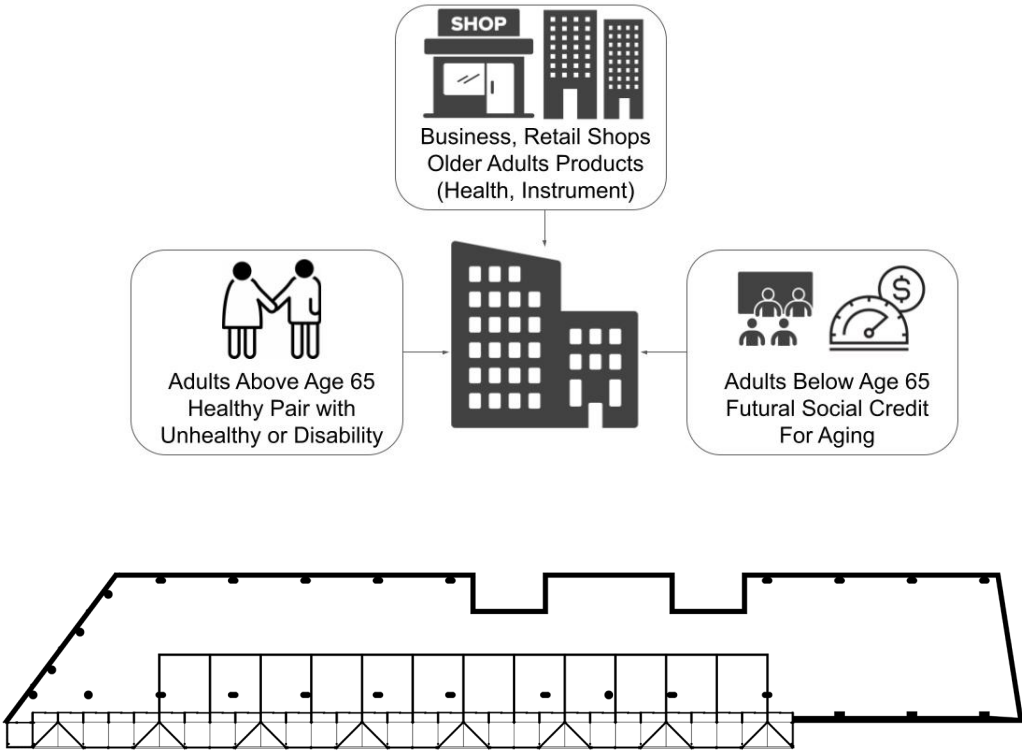 SHOP
Business, Retail Shops
Older Adults Products
(Health, Instrument)
Adults Above Age 65
Healthy Pair with
Unhealthy or Disability
$
Adults Below Age 65
Futural Social Credit
For Aging